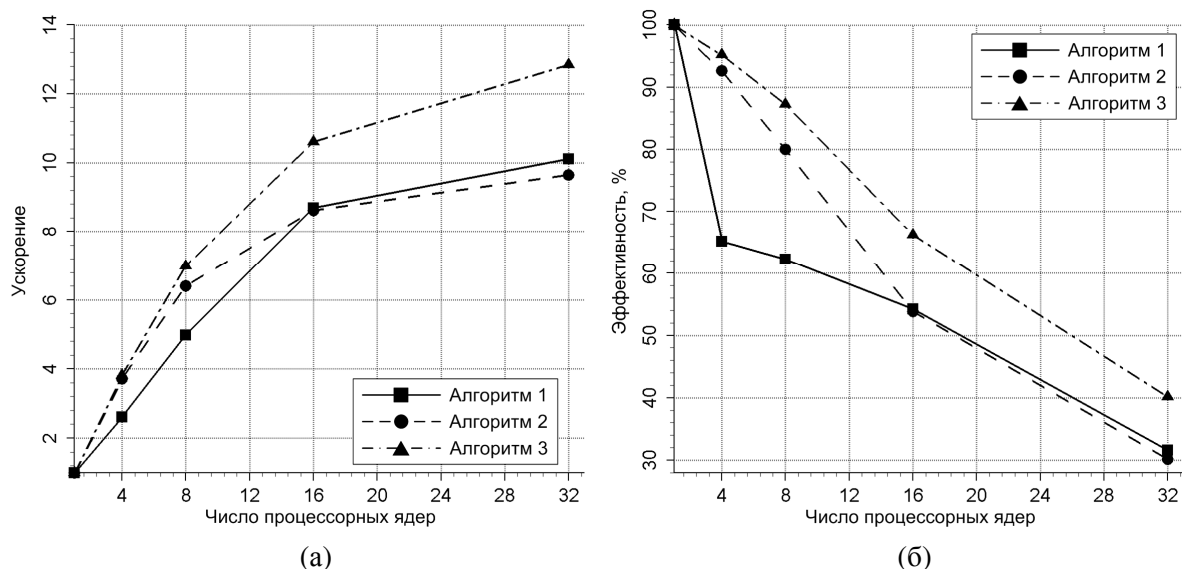 14
12
10
8
6
4
2
Ускорение
Алгоритм 1
Алгоритм 2
Алгоритм 3
4 8 12 16 20 24 28 32
Число процессорных ядер
(а)
100
90
80
70
60
50
40
30
Эффективность, %
Алгоритм 1
Алгоритм 2
Алгоритм 3
4 8 12 16 20 24 28 32
Число процессорных ядер
(б)